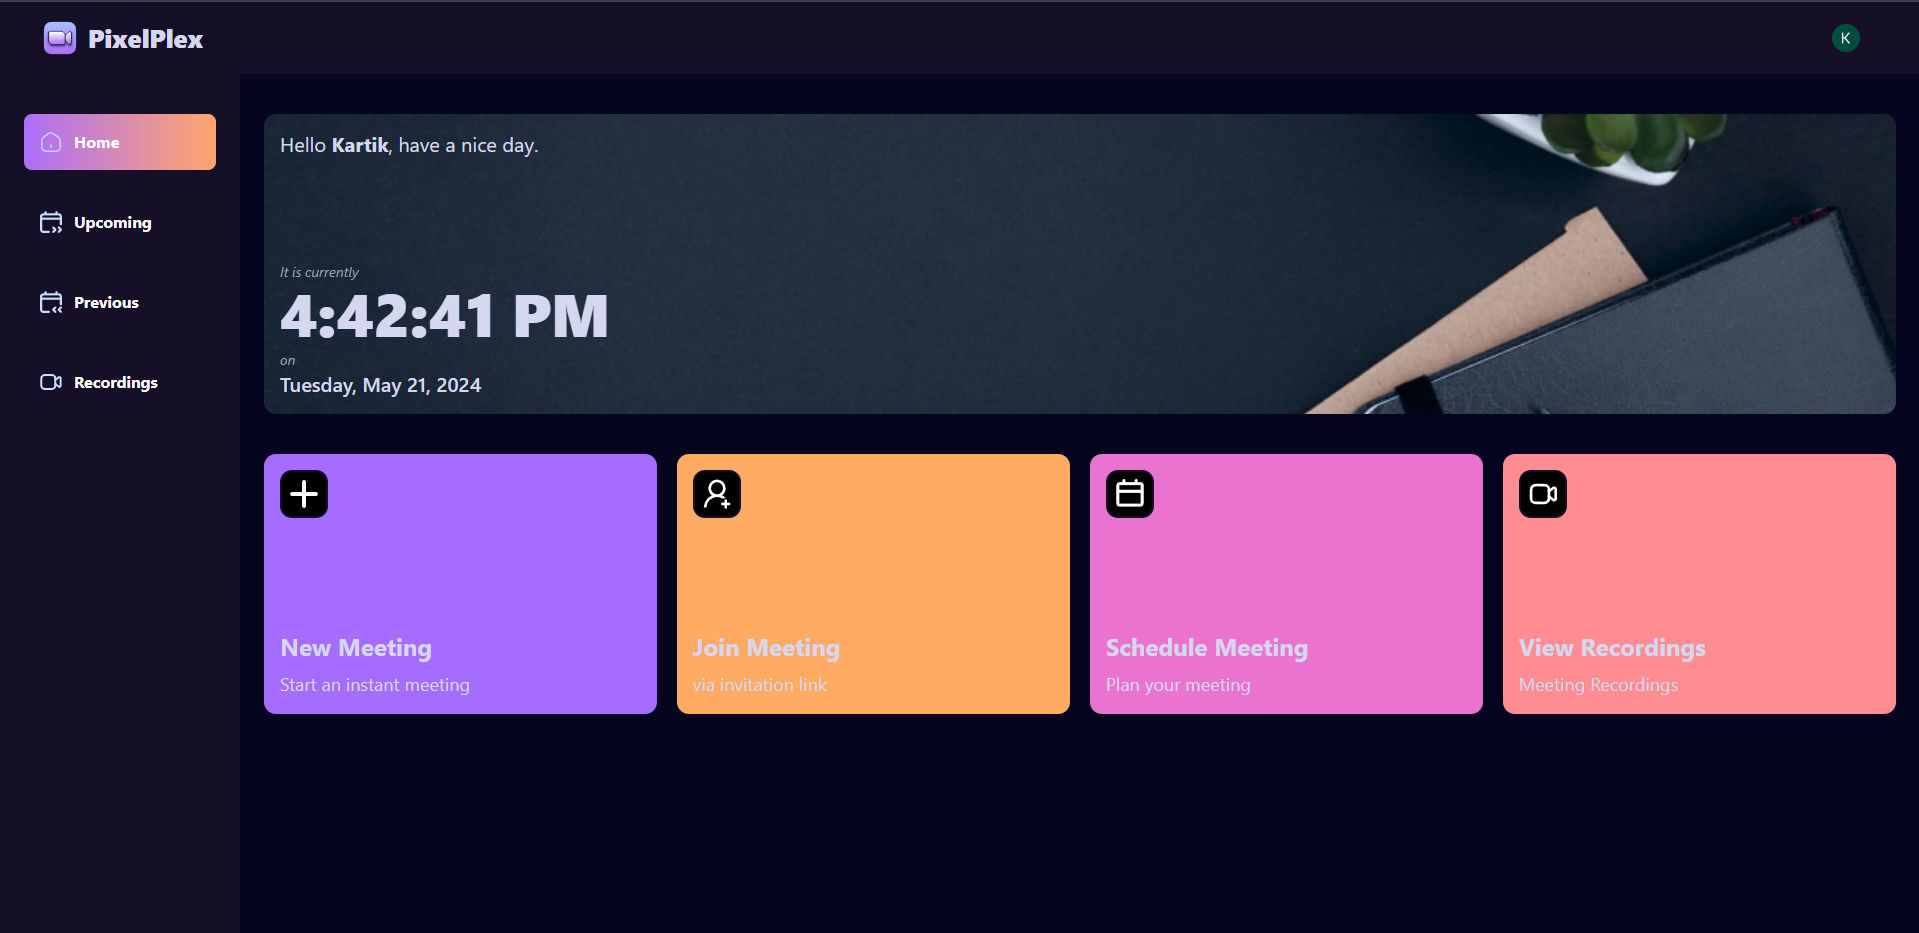 PixelPlex
K
Home
Upcoming
Previous
Recordings
Hello Kartik, have a nice day.
It is currently
4:42:41 PM
on
Tuesday, May 21, 2024
New Meeting
Start an instant meeting
Join Meeting
via invitation link
Schedule Meeting
Plan your meeting
View Recordings
Meeting Recordings